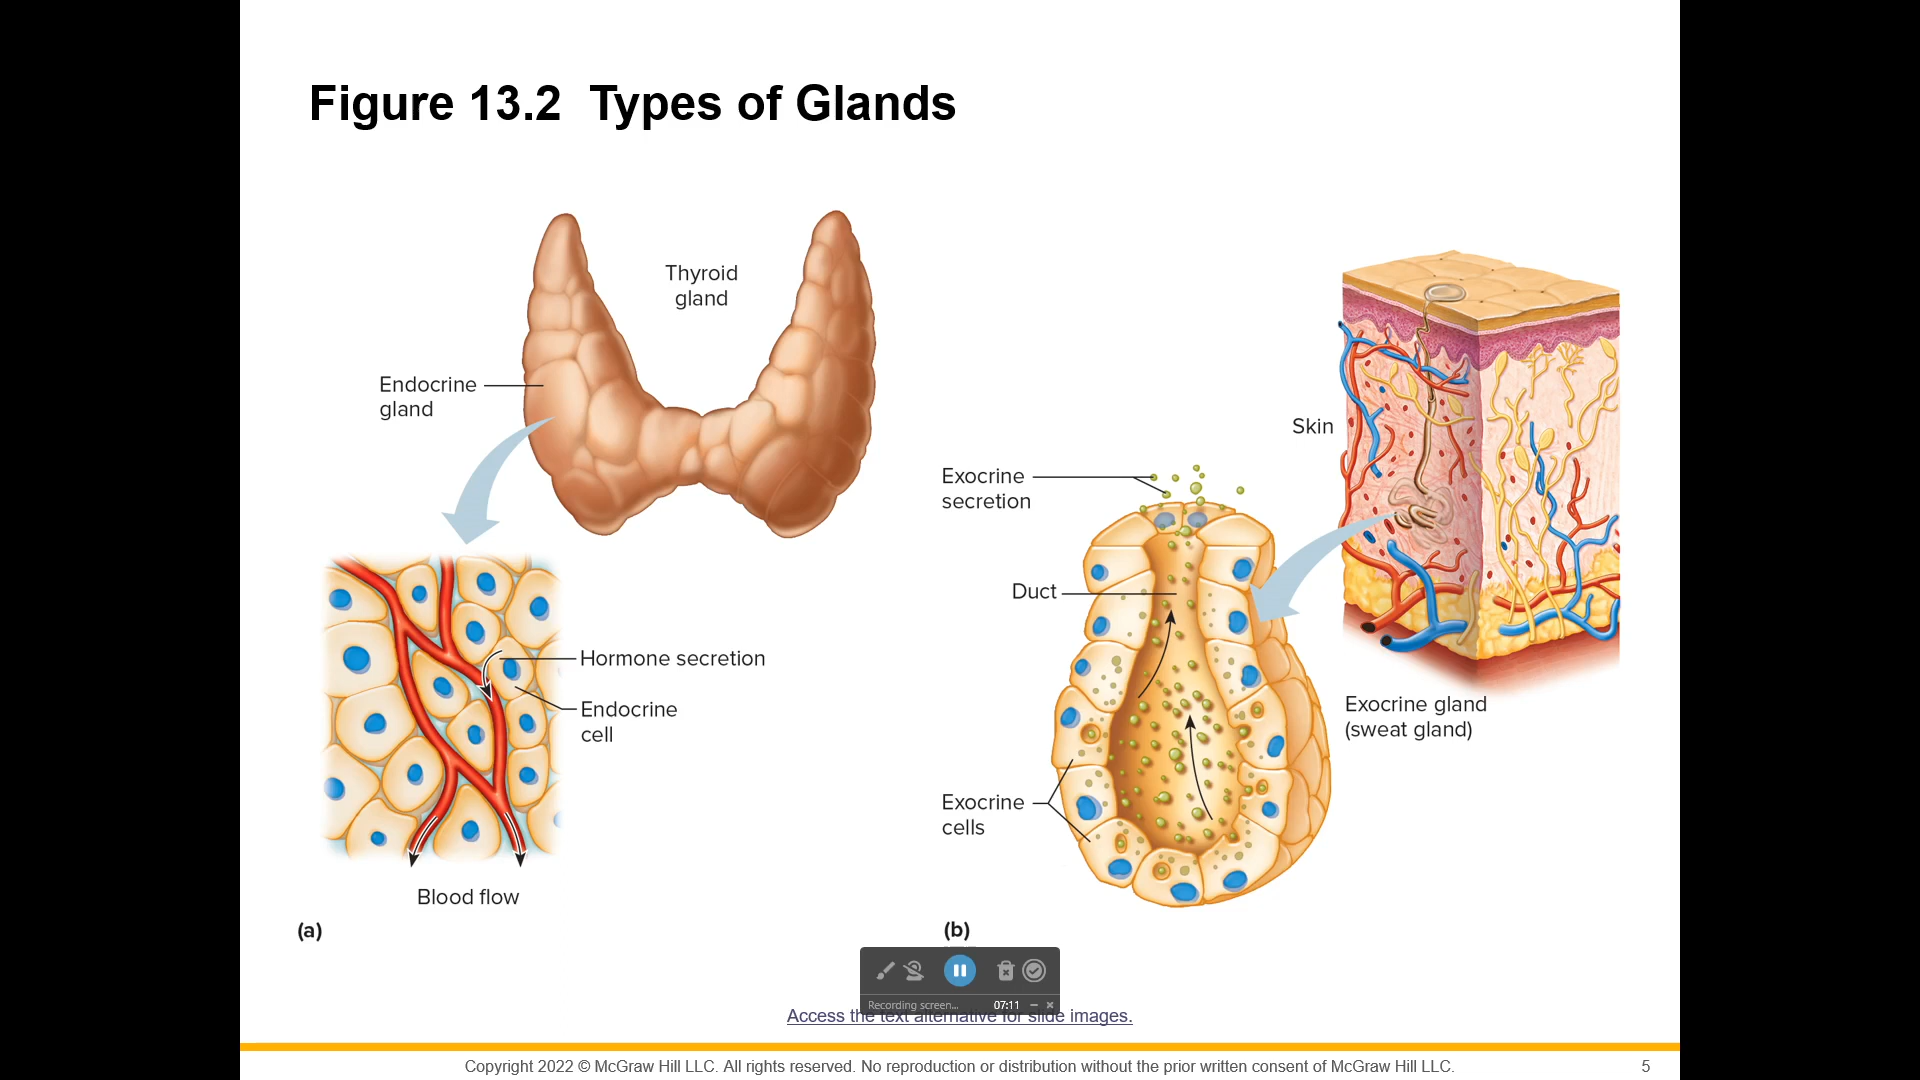 Figure 13.2  Types of Glands
Thyroid
gland
Endocrine
gland
Hormone secretion
Endocrine
cell
Blood flow
(a)
Skin
Exocrine
secretion
Duct
Exocrine gland
(sweat gland)
Exocrine
cells
(b)
Recording screen... 07:11
Access the text alternative for slide images.
Copyright 2022 © McGraw Hill LLC. All rights reserved. No reproduction or distribution without the prior written consent of McGraw Hill LLC.
5